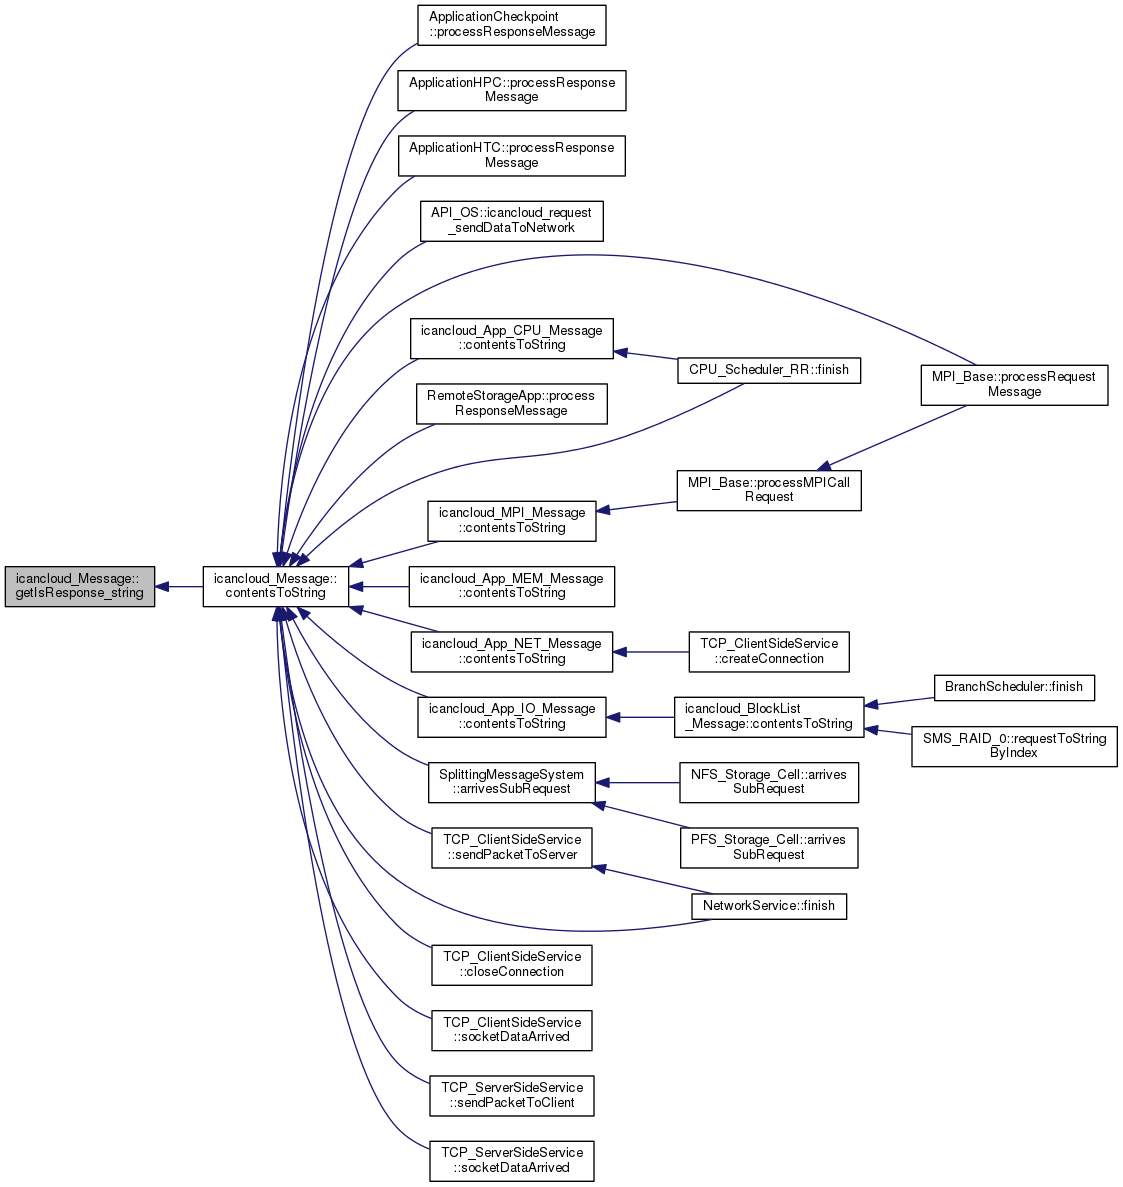 ApplicationCheckpoint
::processResponseMessage
ApplicationHPC::processResponse
Message
ApplicationHTC::processResponse
Message
API_OS::icancloud_request
_sendDataToNetwork
icancloud_App_CPU_Message
::contentsToString
CPU_Scheduler_RR::finish
MPI_Base::processRequest
Message
RemoteStorageApp::process
ResponseMessage
MPI_Base::processMPICall
Request
icancloud_MPI_Message
::contentsToString
icancloud_Message::
getIsResponse_string
icancloud_Message::
contentsToString
icancloud_App_MEM_Message
::contentsToString
icancloud_App_NET_Message
::contentsToString
TCP_ClientSideService
::createConnection
icancloud_App_IO_Message
::contentsToString
icancloud_BlockList
_Message::contentsToString
BranchScheduler::finish
SMS_RAID_0::requestToString
ByIndex
SplittingMessageSystem
::arrivesSubRequest
NFS_Storage_Cell::arrives
SubRequest
PFS_Storage_Cell::arrives
SubRequest
TCP_ClientSideService
::sendPacketToServer
NetworkService::finish
TCP_ClientSideService
::closeConnection
TCP_ClientSideService
::socketDataArrived
TCP_ServerSideService
::sendPacketToClient
TCP_ServerSideService
::socketDataArrived